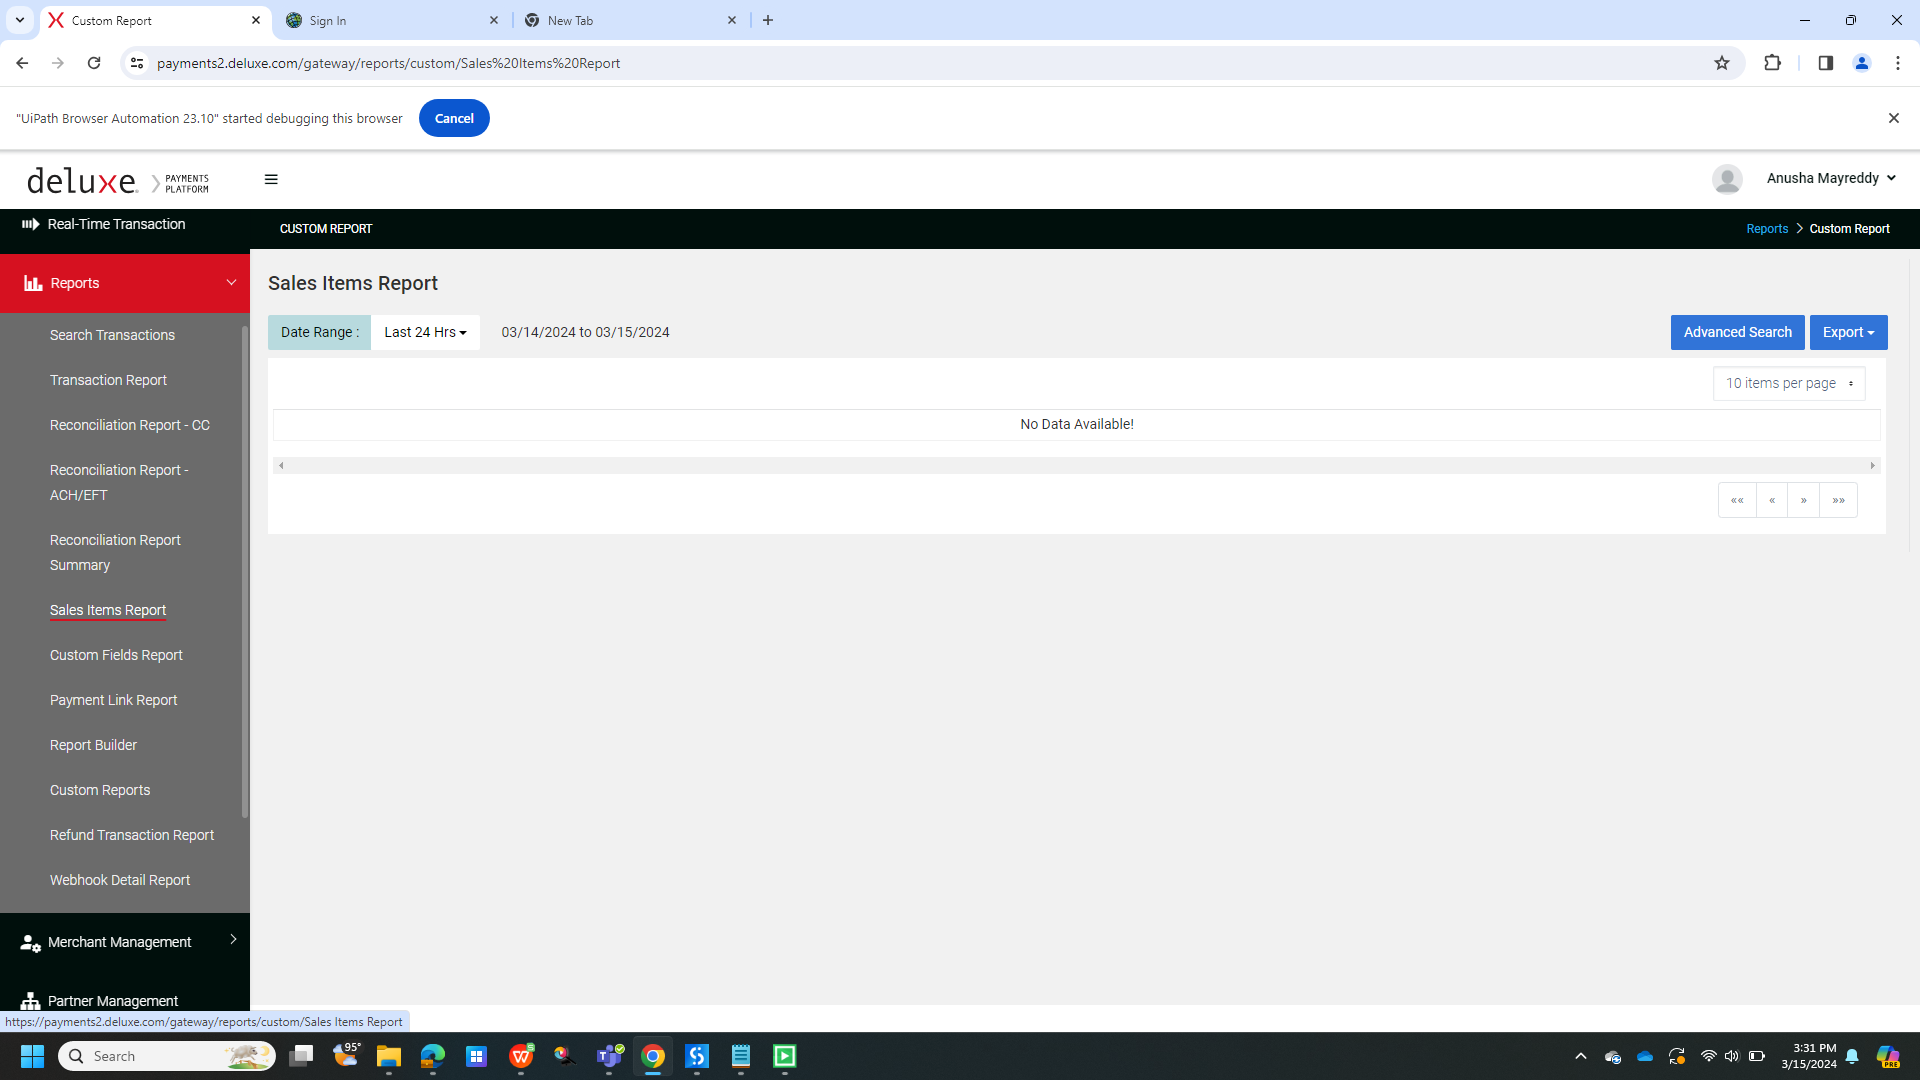 Custom Report
Sign In
New Tab
payments2.deluxe.com/gateway/reports/custom/Sales%20Items%20Report
"UiPath Browser Automation 23.10" started debugging this browser
Cancel
deluxe. PAYMENTS PLATFORM
Anusha Mayreddy
Real-Time Transaction
CUSTOM REPORT
Reports > Custom Report
Reports
Sales Items Report
Date Range :
Last 24 Hrs
03/14/2024 to 03/15/2024
Advanced Search
Export
10 items per page
No Data Available!
««
«
»
»»
Search Transactions
Transaction Report
Reconciliation Report - CC
Reconciliation Report -
ACH/EFT
Reconciliation Report
Summary
Sales Items Report
Custom Fields Report
Payment Link Report
Report Builder
Custom Reports
Refund Transaction Report
Webhook Detail Report
Merchant Management
Partner Management
https://payments2.deluxe.com/gateway/reports/custom/Sales Items Report
Search
95°
3:31 PM
3/15/2024
PRE